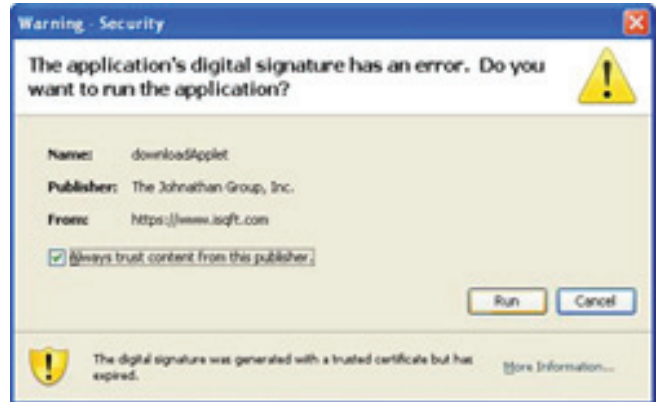 Warning - Security
The application's digital signature has an error. Do you
want to run the application?
Name: downloadApplet
Publisher: The Johnathan Group, Inc.
From: https://www.isqft.com
Always trust content from this publisher.
Run Cancel
The digital signature was generated with a trusted certificate but has
expired.
More Information...